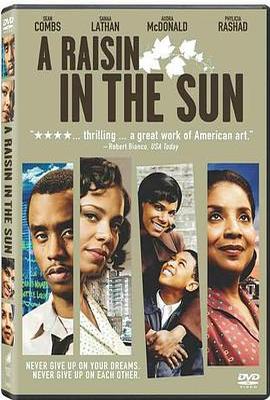 SEAN COMBS
SANAA LATHAN
AUDRA McDONALD
PHYLICIA RASHAD
A RAISIN
IN THE SUN
"★★★★... thrilling ... a great work of American art."
—Robert Bianco, USA Today
NEVER GIVE UP ON YOUR DREAMS.
NEVER GIVE UP ON EACH OTHER.
DVD
VIDEO
A RAISIN IN THE SUN
DVD